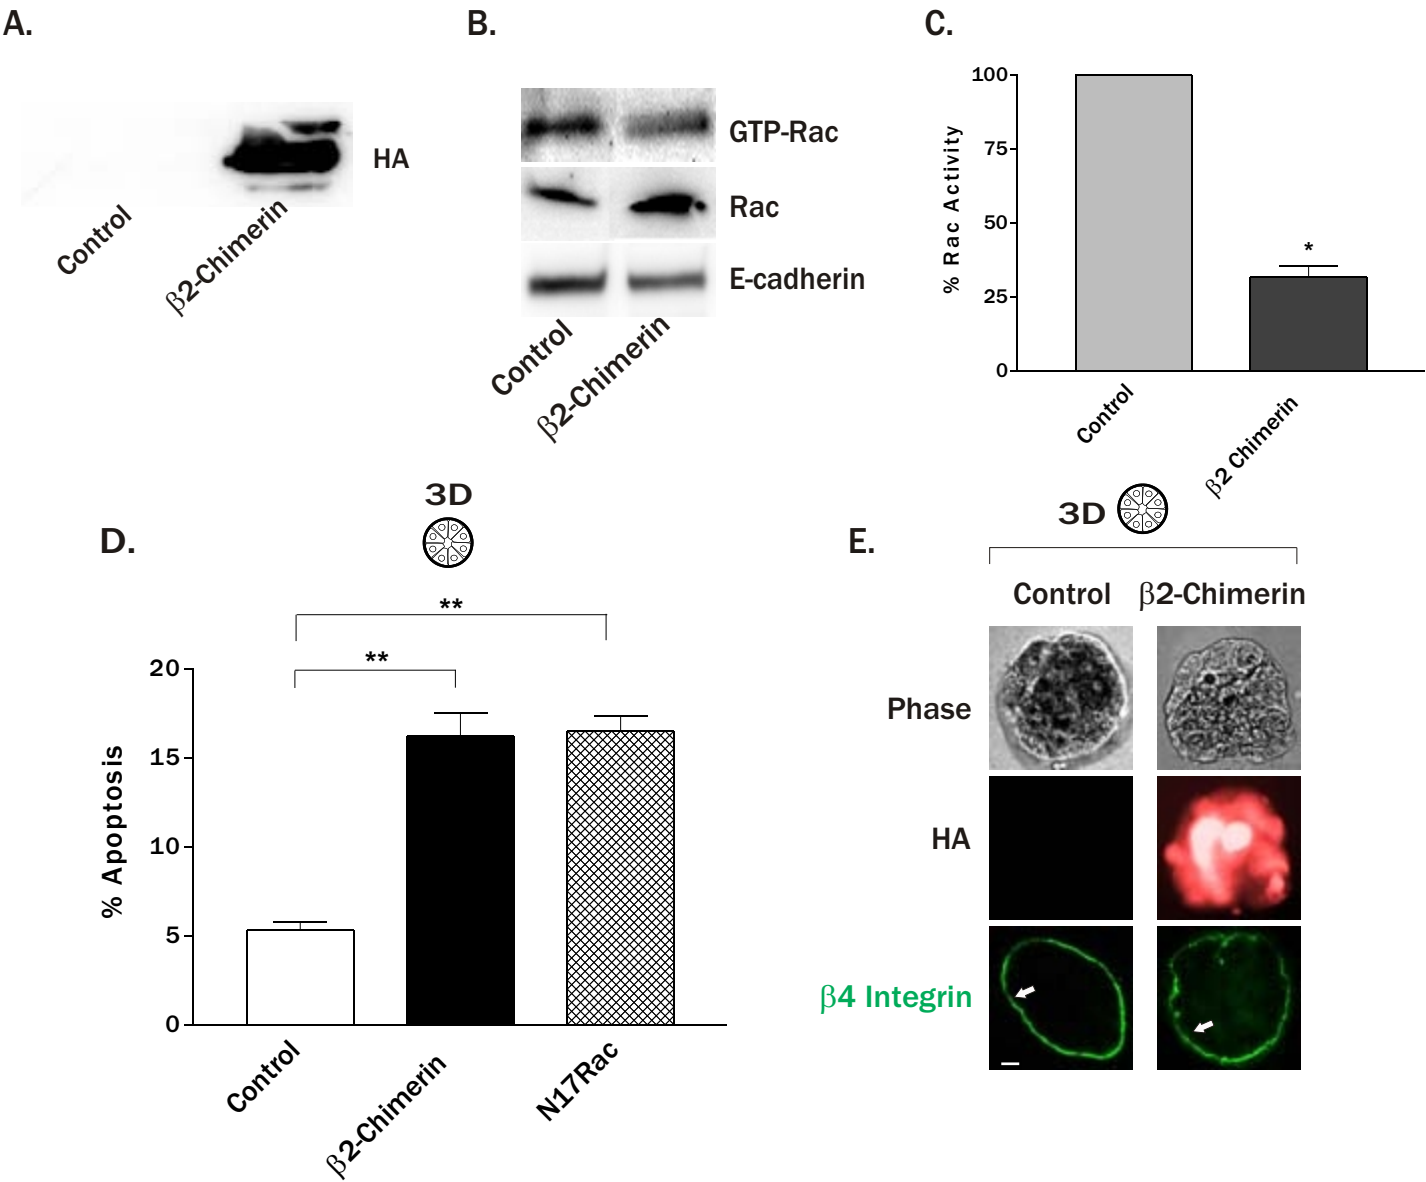 A.
HA
Control
β2-Chimerin
B.
GTP-Rac
Rac
E-cadherin
Control
β2-Chimerin
C.
% Rac Activity
100
75
50
25
0
*
Control
β2 Chimerin
D.
3D
**
**
% Apoptosis
20
15
10
5
0
Control
β2-Chimerin
N17Rac
E.
3D
Control β2-Chimerin
Phase
HA
β4 Integrin